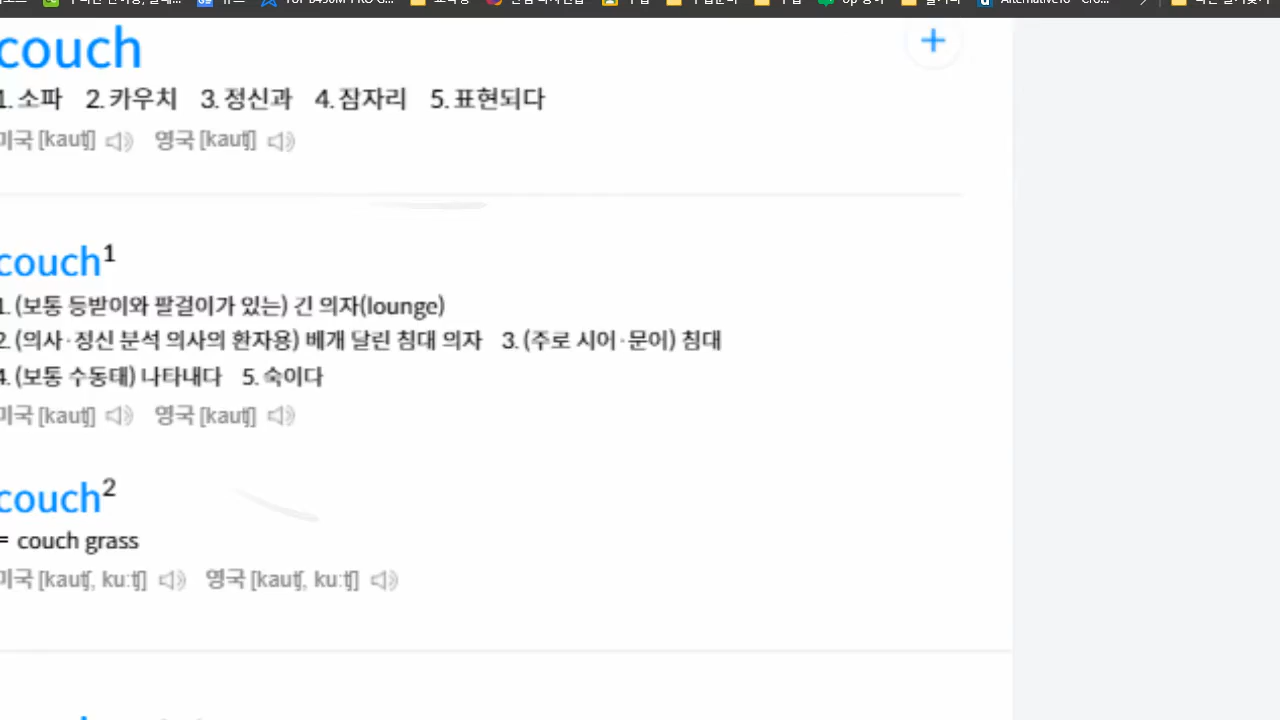 couch
1. 소파 2. 카우치 3. 정신과 4. 잠자리 5. 표현되다
미국 [kautʃ] 영국 [kautʃ]
couch1
1. (보통 등받이와 팔걸이가 있는) 긴 의자(lounge)
2. (의사·정신 분석 의사의 환자용) 베개 달린 침대 의자 3. (주로 시어·문어) 침대
4. (보통 수동태) 나타내다 5. 숙이다
미국 [kautʃ] 영국 [kautʃ]
couch2
= couch grass
미국 [kautʃ, kuːtʃ] 영국 [kautʃ, kuːtʃ]